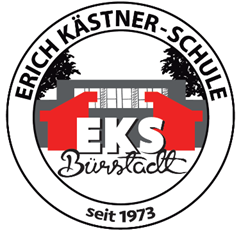 ERICH KÄSTNER-SCHULE
EKS
Bürstadt
seit 1973